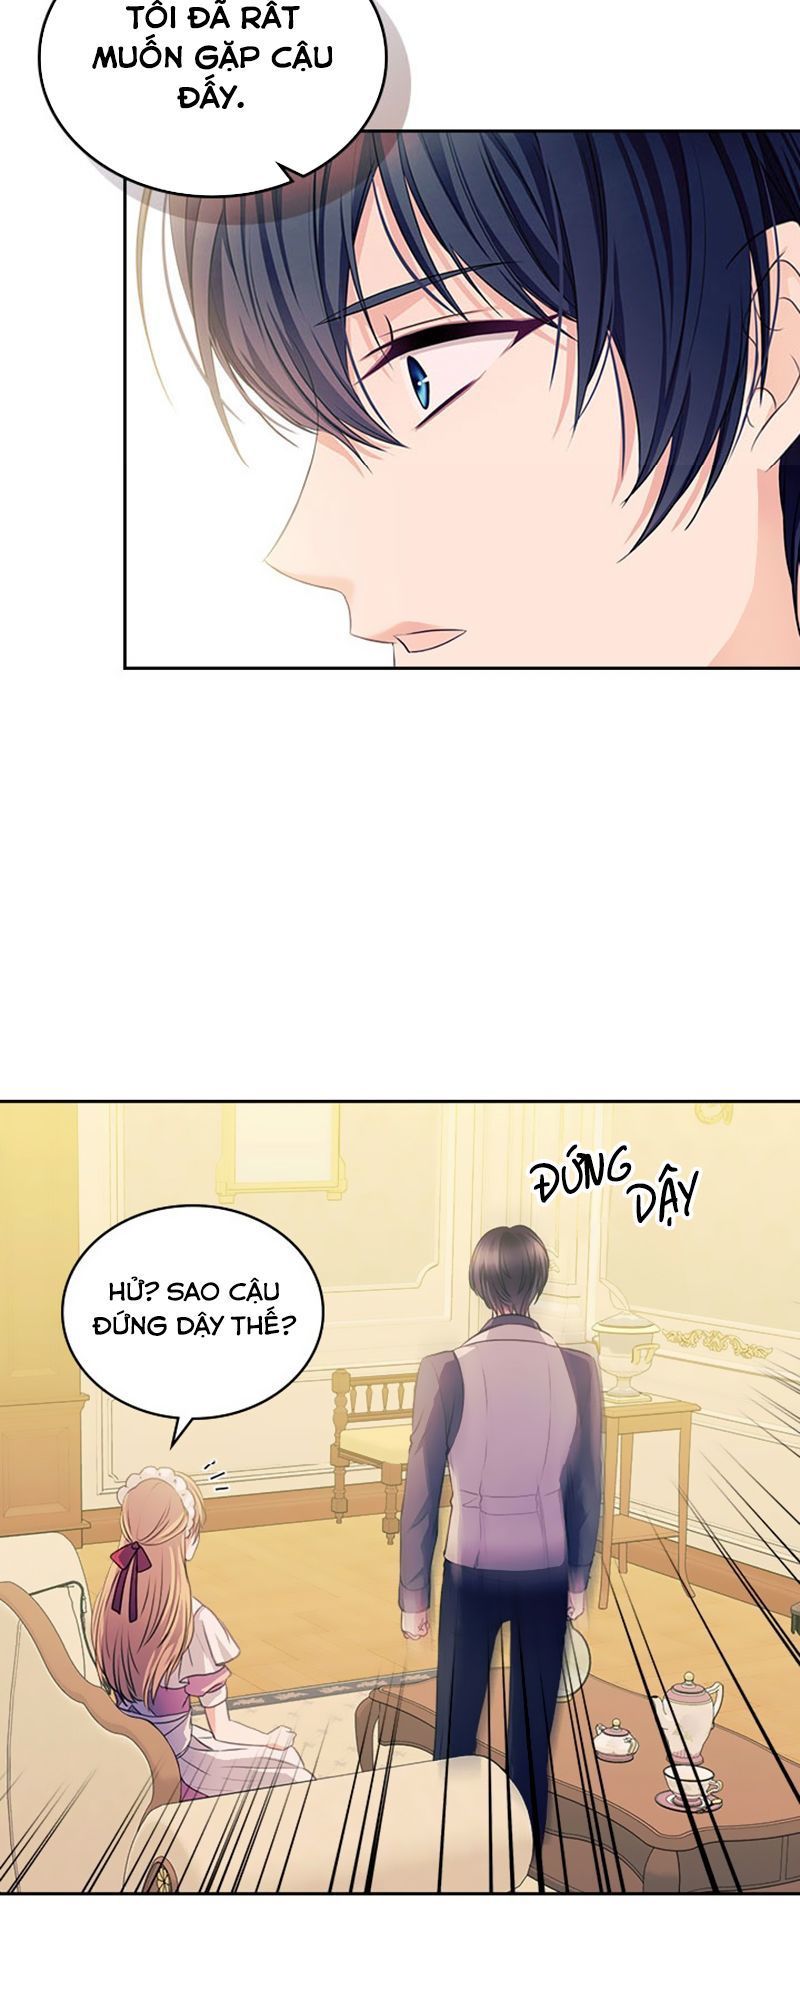 TÔI ĐÃ RẤT
MUỐN GẶP CẬU
ĐẤY.
ĐỨNG
DẬY
HỬ? SAO CẬU
ĐỨNG DẬY THẾ?